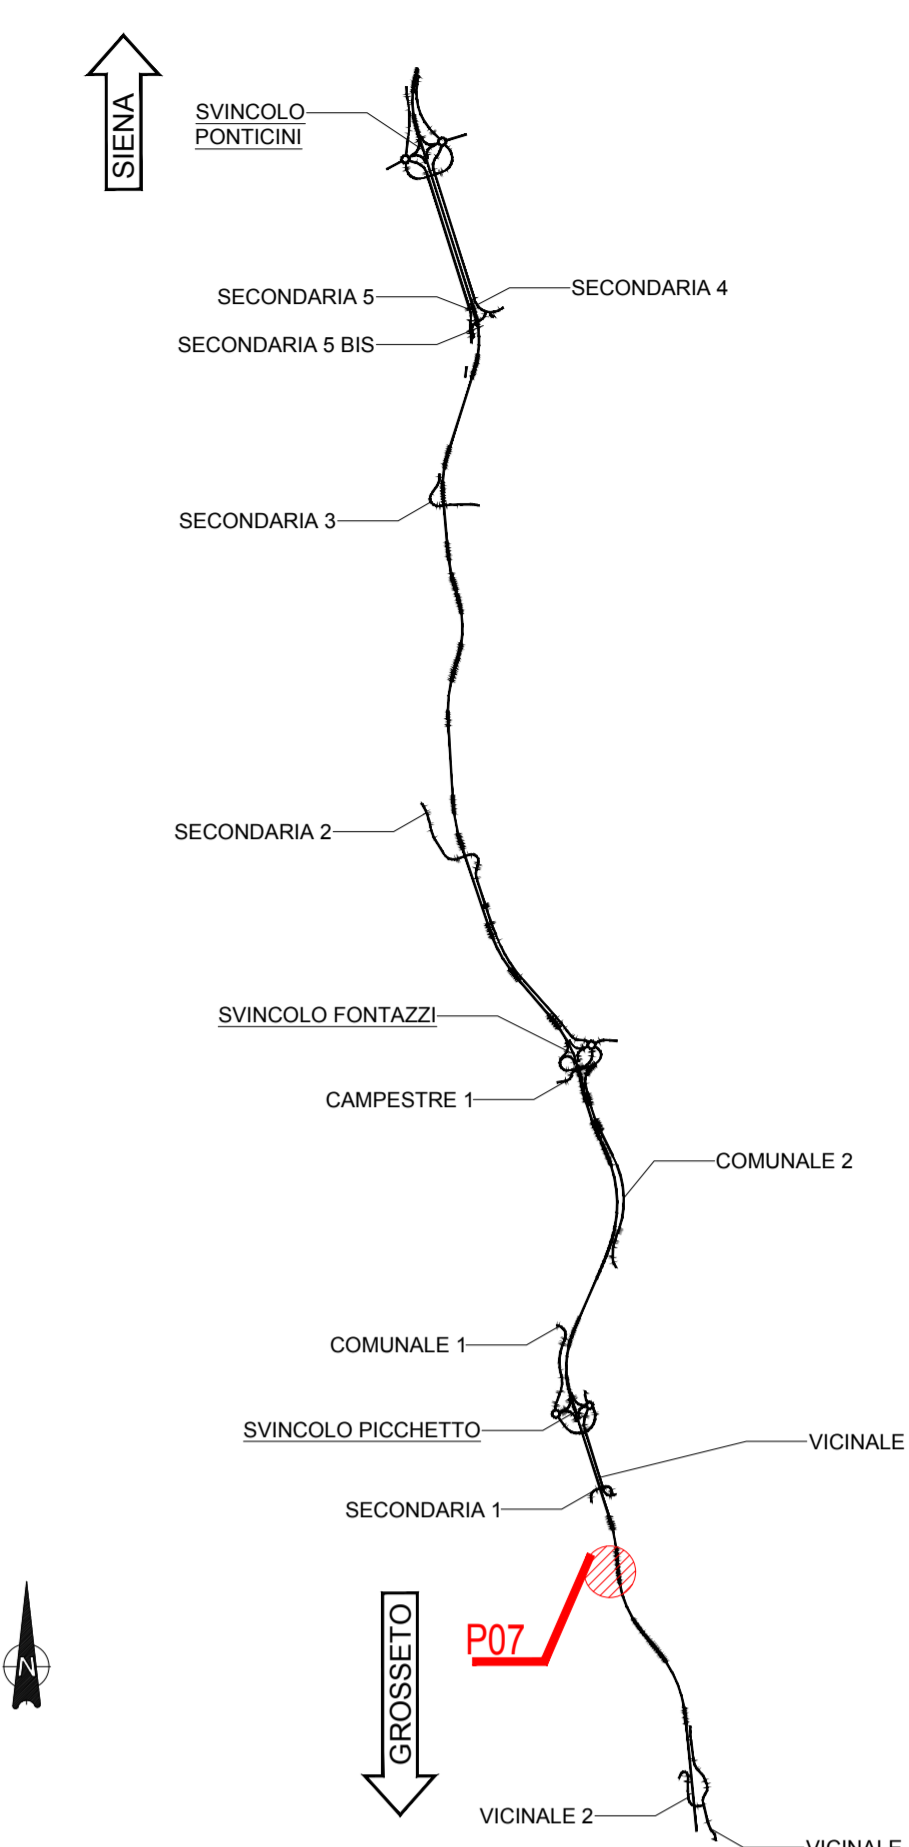 SIENA
SVINCOLO
PONTICINI
SECONDARIA 4
SECONDARIA 5
SECONDARIA 5 BIS
SECONDARIA 3
SECONDARIA 2
SVINCOLO FONTAZZI
CAMPESTRE 1
COMUNALE 2
COMUNALE 1
SVINCOLO PICCHETTO
VICINALE
SECONDARIA 1
P07
GROSSETO
N
VICINALE 2
VICINALE